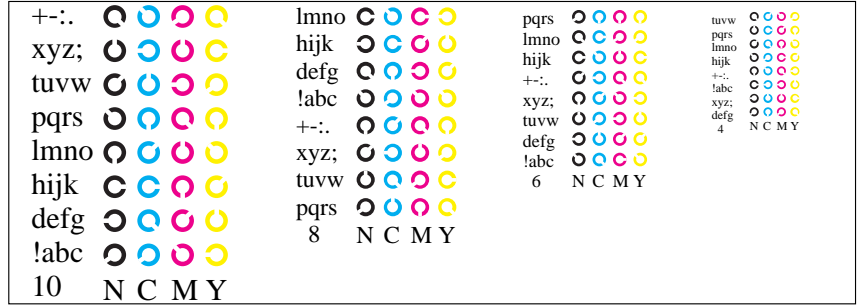 +-:.
xyz;
tuvw
pqrs
lmno
hijk
defg
!abc
10 N C M Y
lmno
hijk
defg
!abc
+-:.
xyz;
tuvw
pqrs
8 N C M Y
pqrs
lmno
hijk
+-:.
xyz;
tuvw
defg
!abc
6 N C M Y
tuvw
pqrs
lmno
hijk
+-:.
!abc
xyz;
defg
4 N C M Y